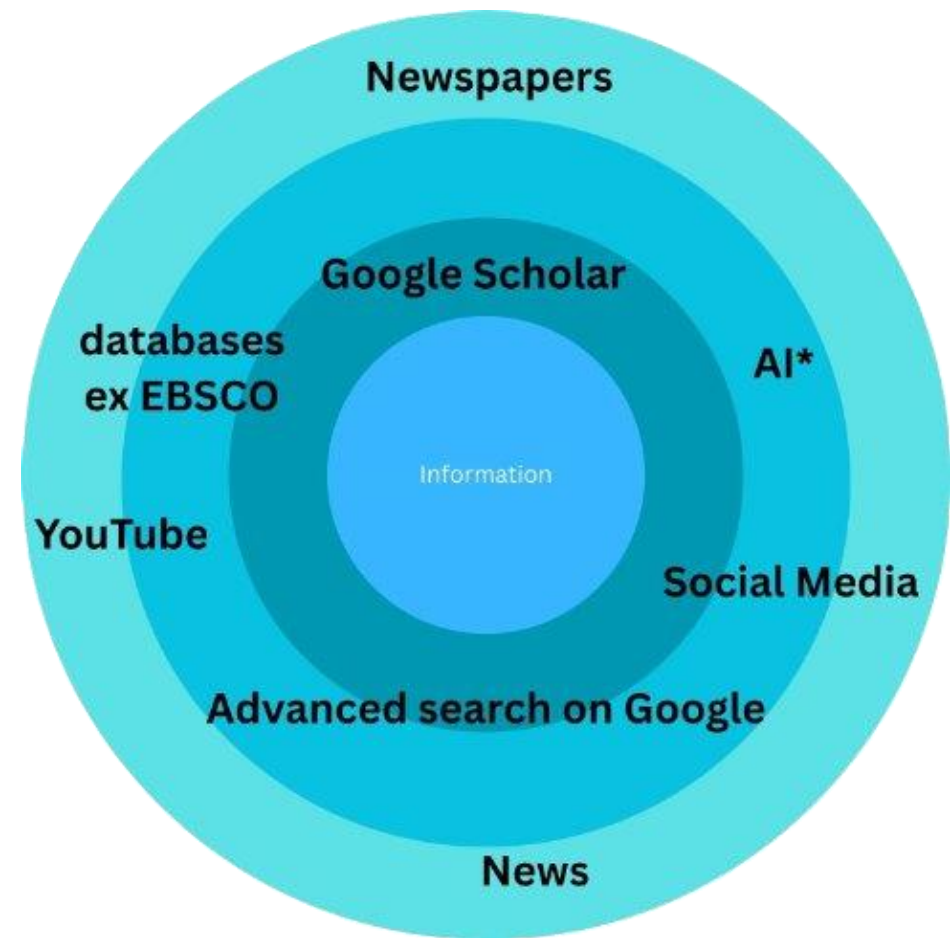 Newspapers
Google Scholar
databases
ex EBSCO
AI*
Information
YouTube
Social Media
Advanced search on Google
News